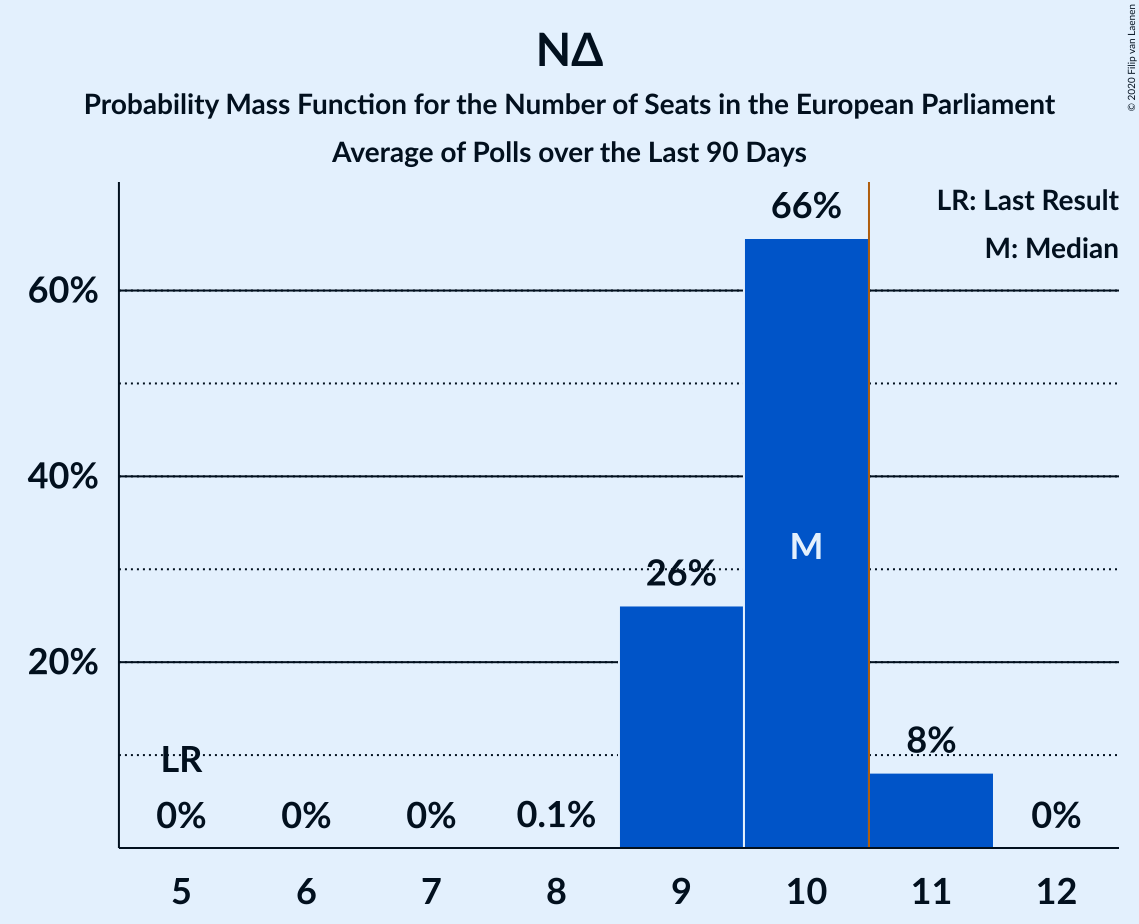 © 2020 Filip van Laenen
ΝΔ
Probability Mass Function for the Number of Seats in the European Parliament
Average of Polls over the Last 90 Days
LR: Last Result
M: Median
66%
60%
40%
M
26%
20%
8%
LR
0%
0%
0%
0.1%
0%
5
6
7
8
9
10
11
12